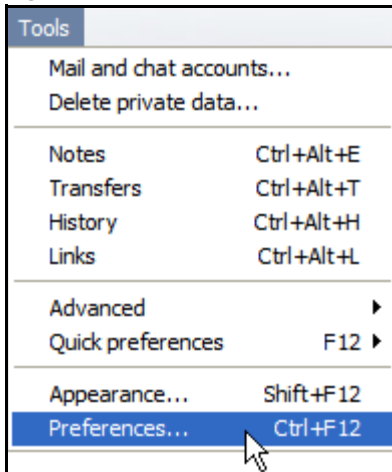 Tools
Mail and chat accounts...
Delete private data...
Notes Ctrl+Alt+E
Transfers Ctrl+Alt+T
History Ctrl+Alt+H
Links Ctrl+Alt+L
Advanced
Quick preferences F12
Appearance... Shift+F12
Preferences... Ctrl+F12